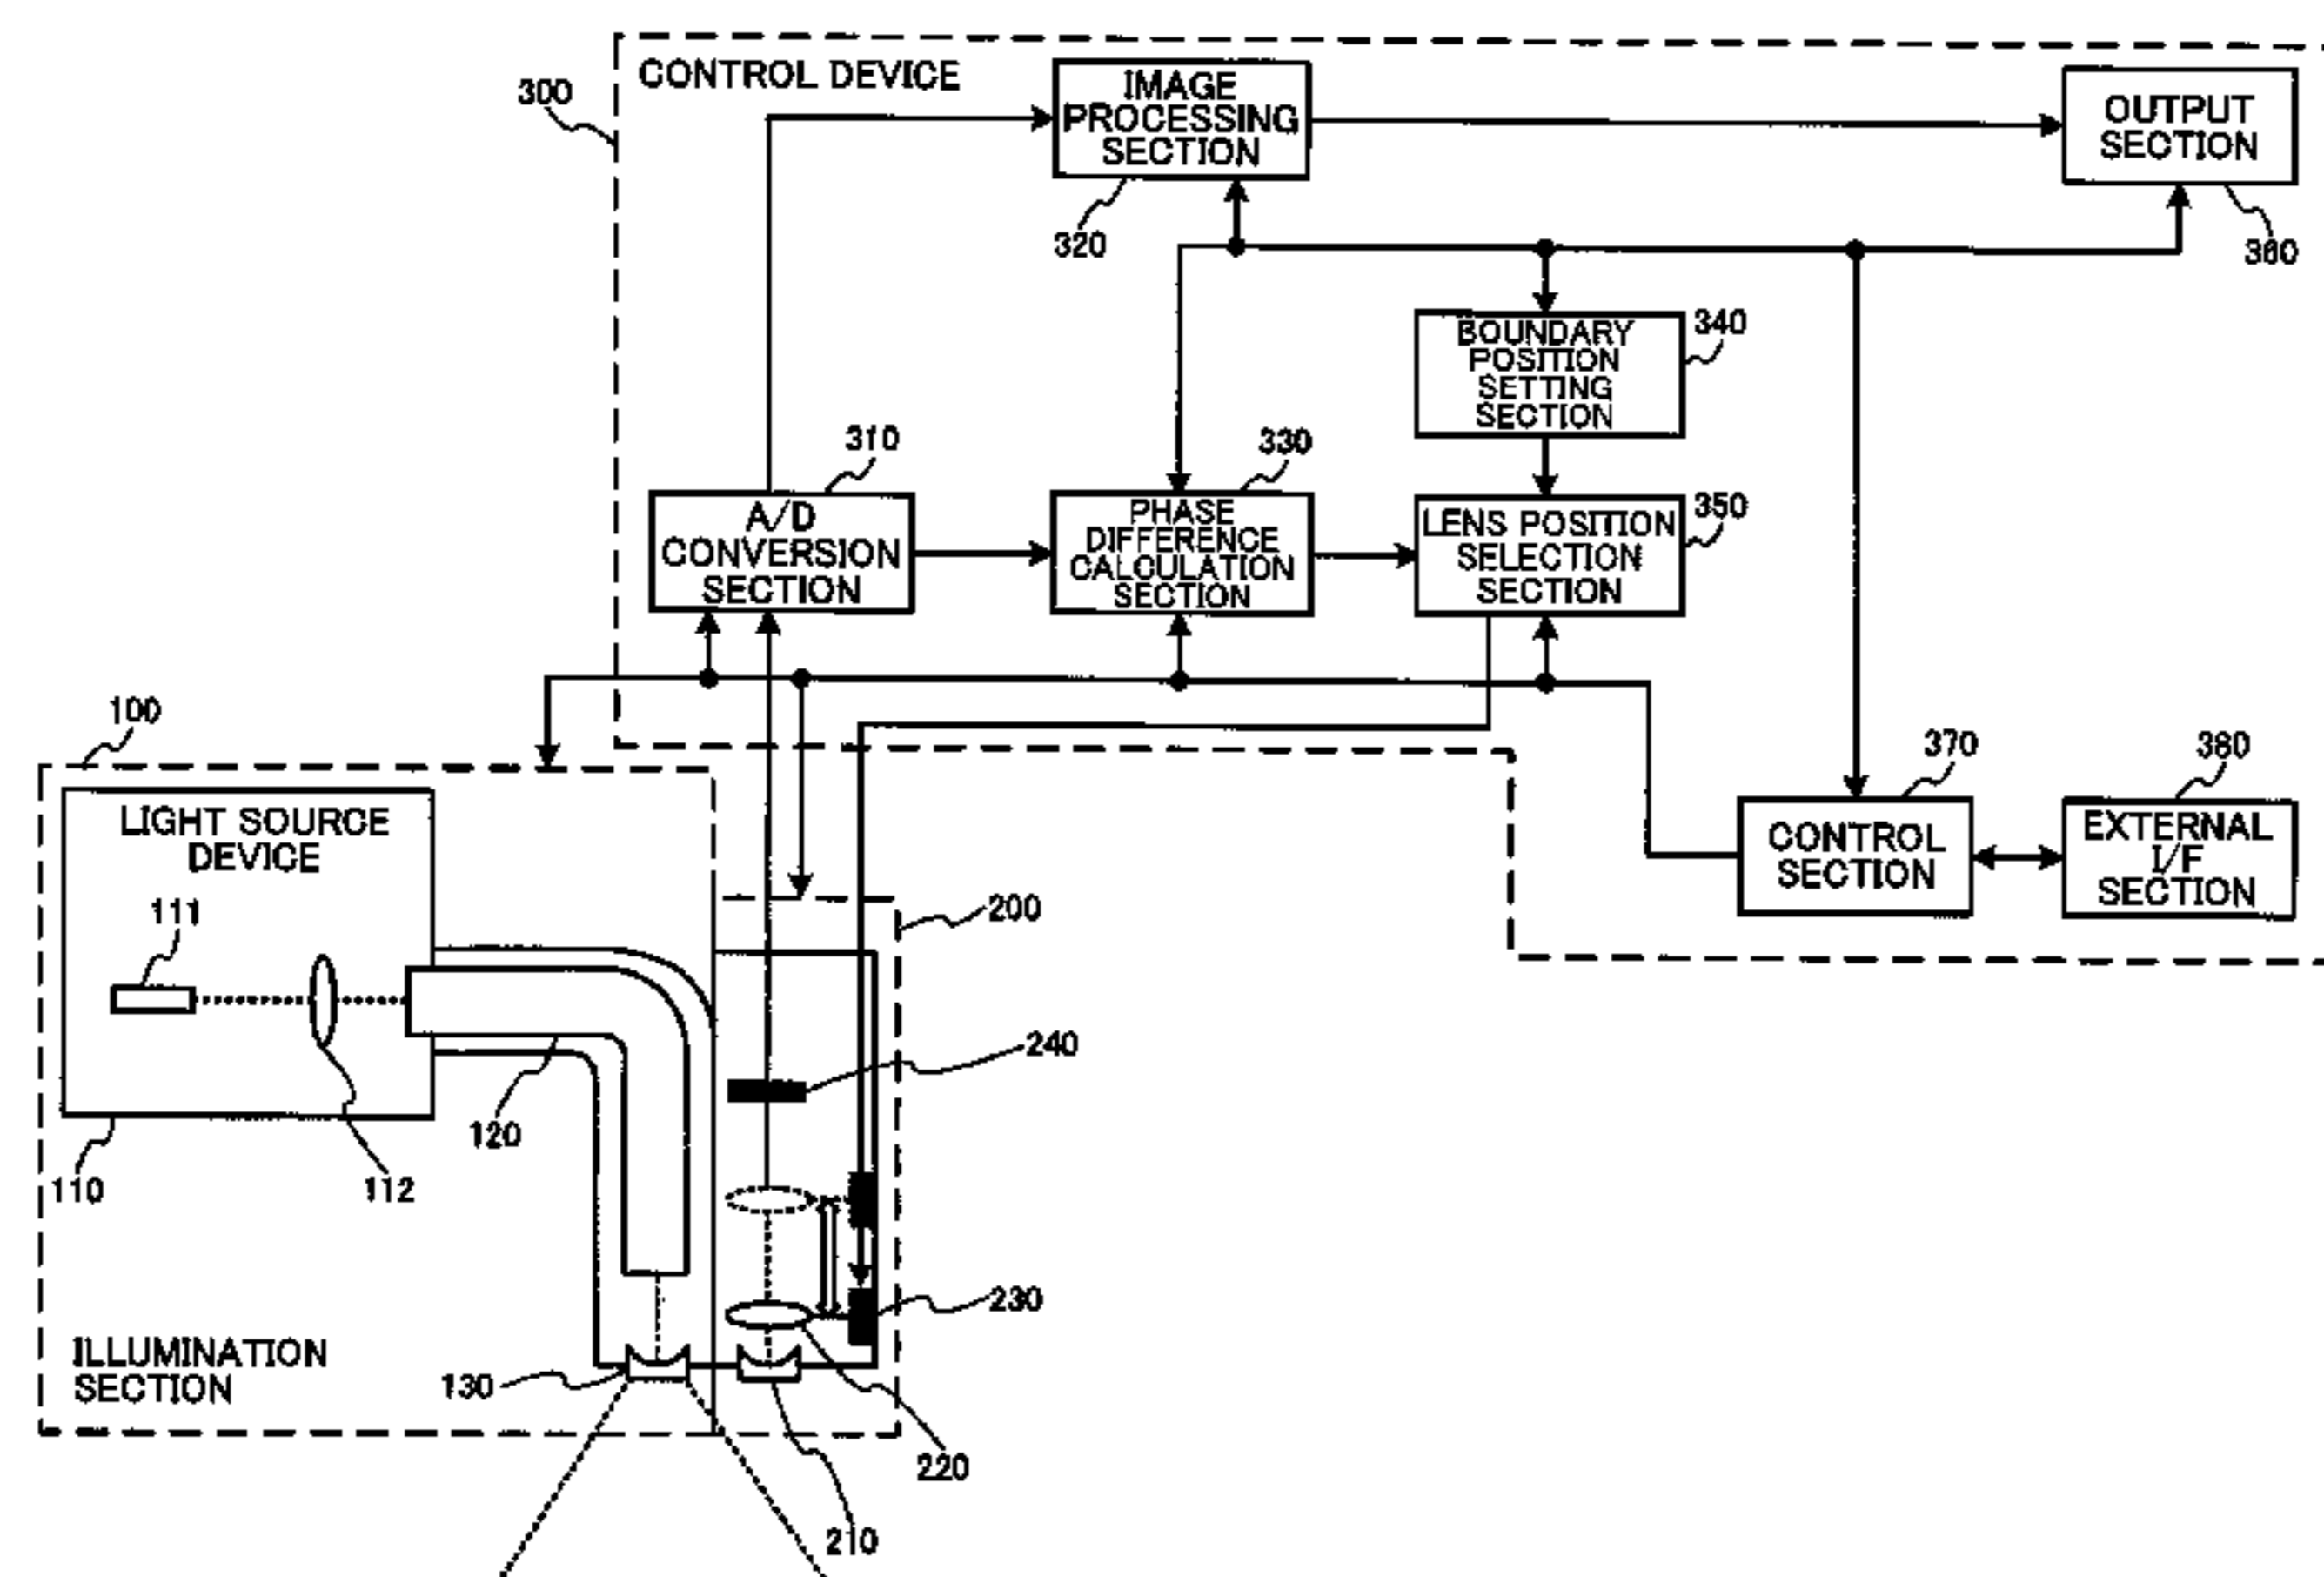 300
CONTROL DEVICE
IMAGE
PROCESSING
SECTION
320
OUTPUT
SECTION
360
BOUNDARY
POSITION
SETTING
SECTION
340
310
A/D
CONVERSION
SECTION
330
PHASE
DIFFERENCE
CALCULATION
SECTION
LENS POSITION
SELECTION
SECTION
350
100
LIGHT SOURCE
DEVICE
111
110
112
120
ILLUMINATION
SECTION
130
200
240
230
220
210
370
CONTROL
SECTION
380
EXTERNAL
I/F
SECTION